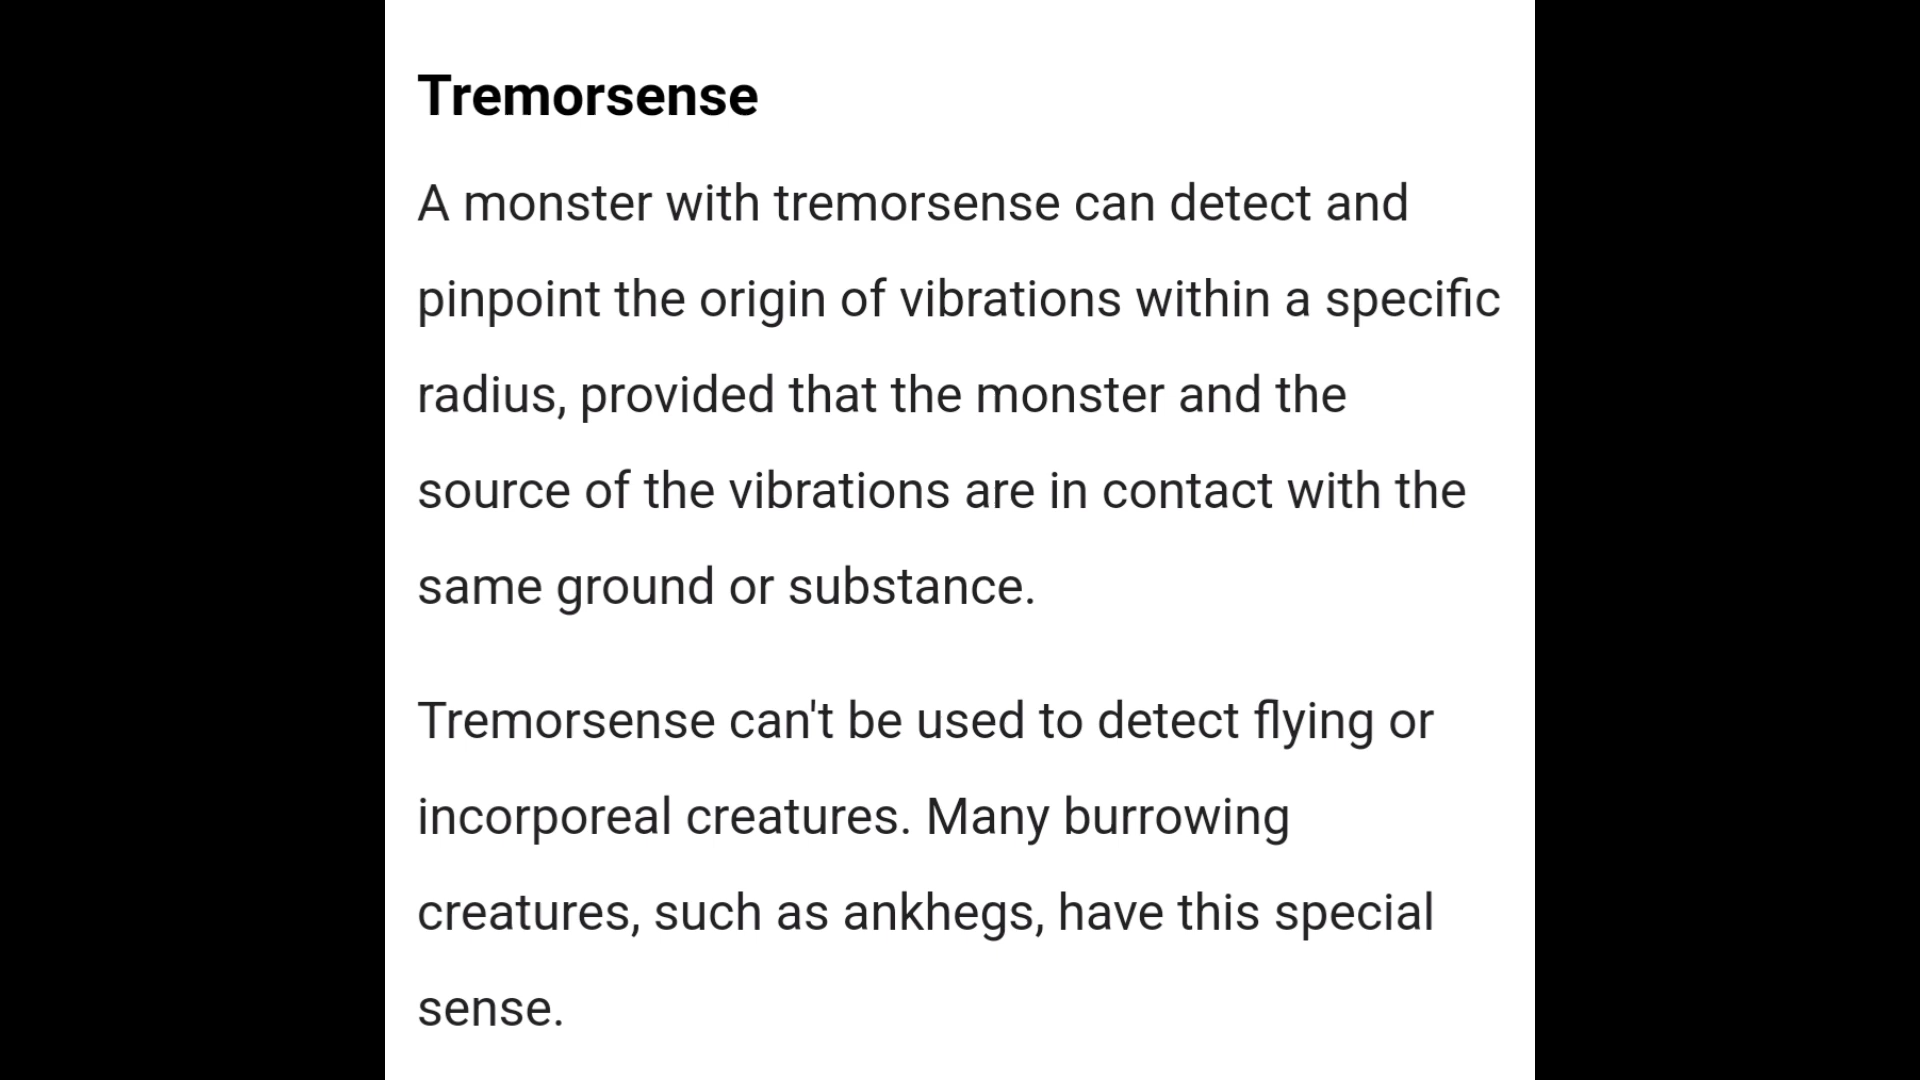 Tremorsense
A monster with tremorsense can detect and
pinpoint the origin of vibrations within a specific
radius, provided that the monster and the
source of the vibrations are in contact with the
same ground or substance.
Tremorsense can't be used to detect flying or
incorporeal creatures. Many burrowing
creatures, such as ankhegs, have this special
sense.